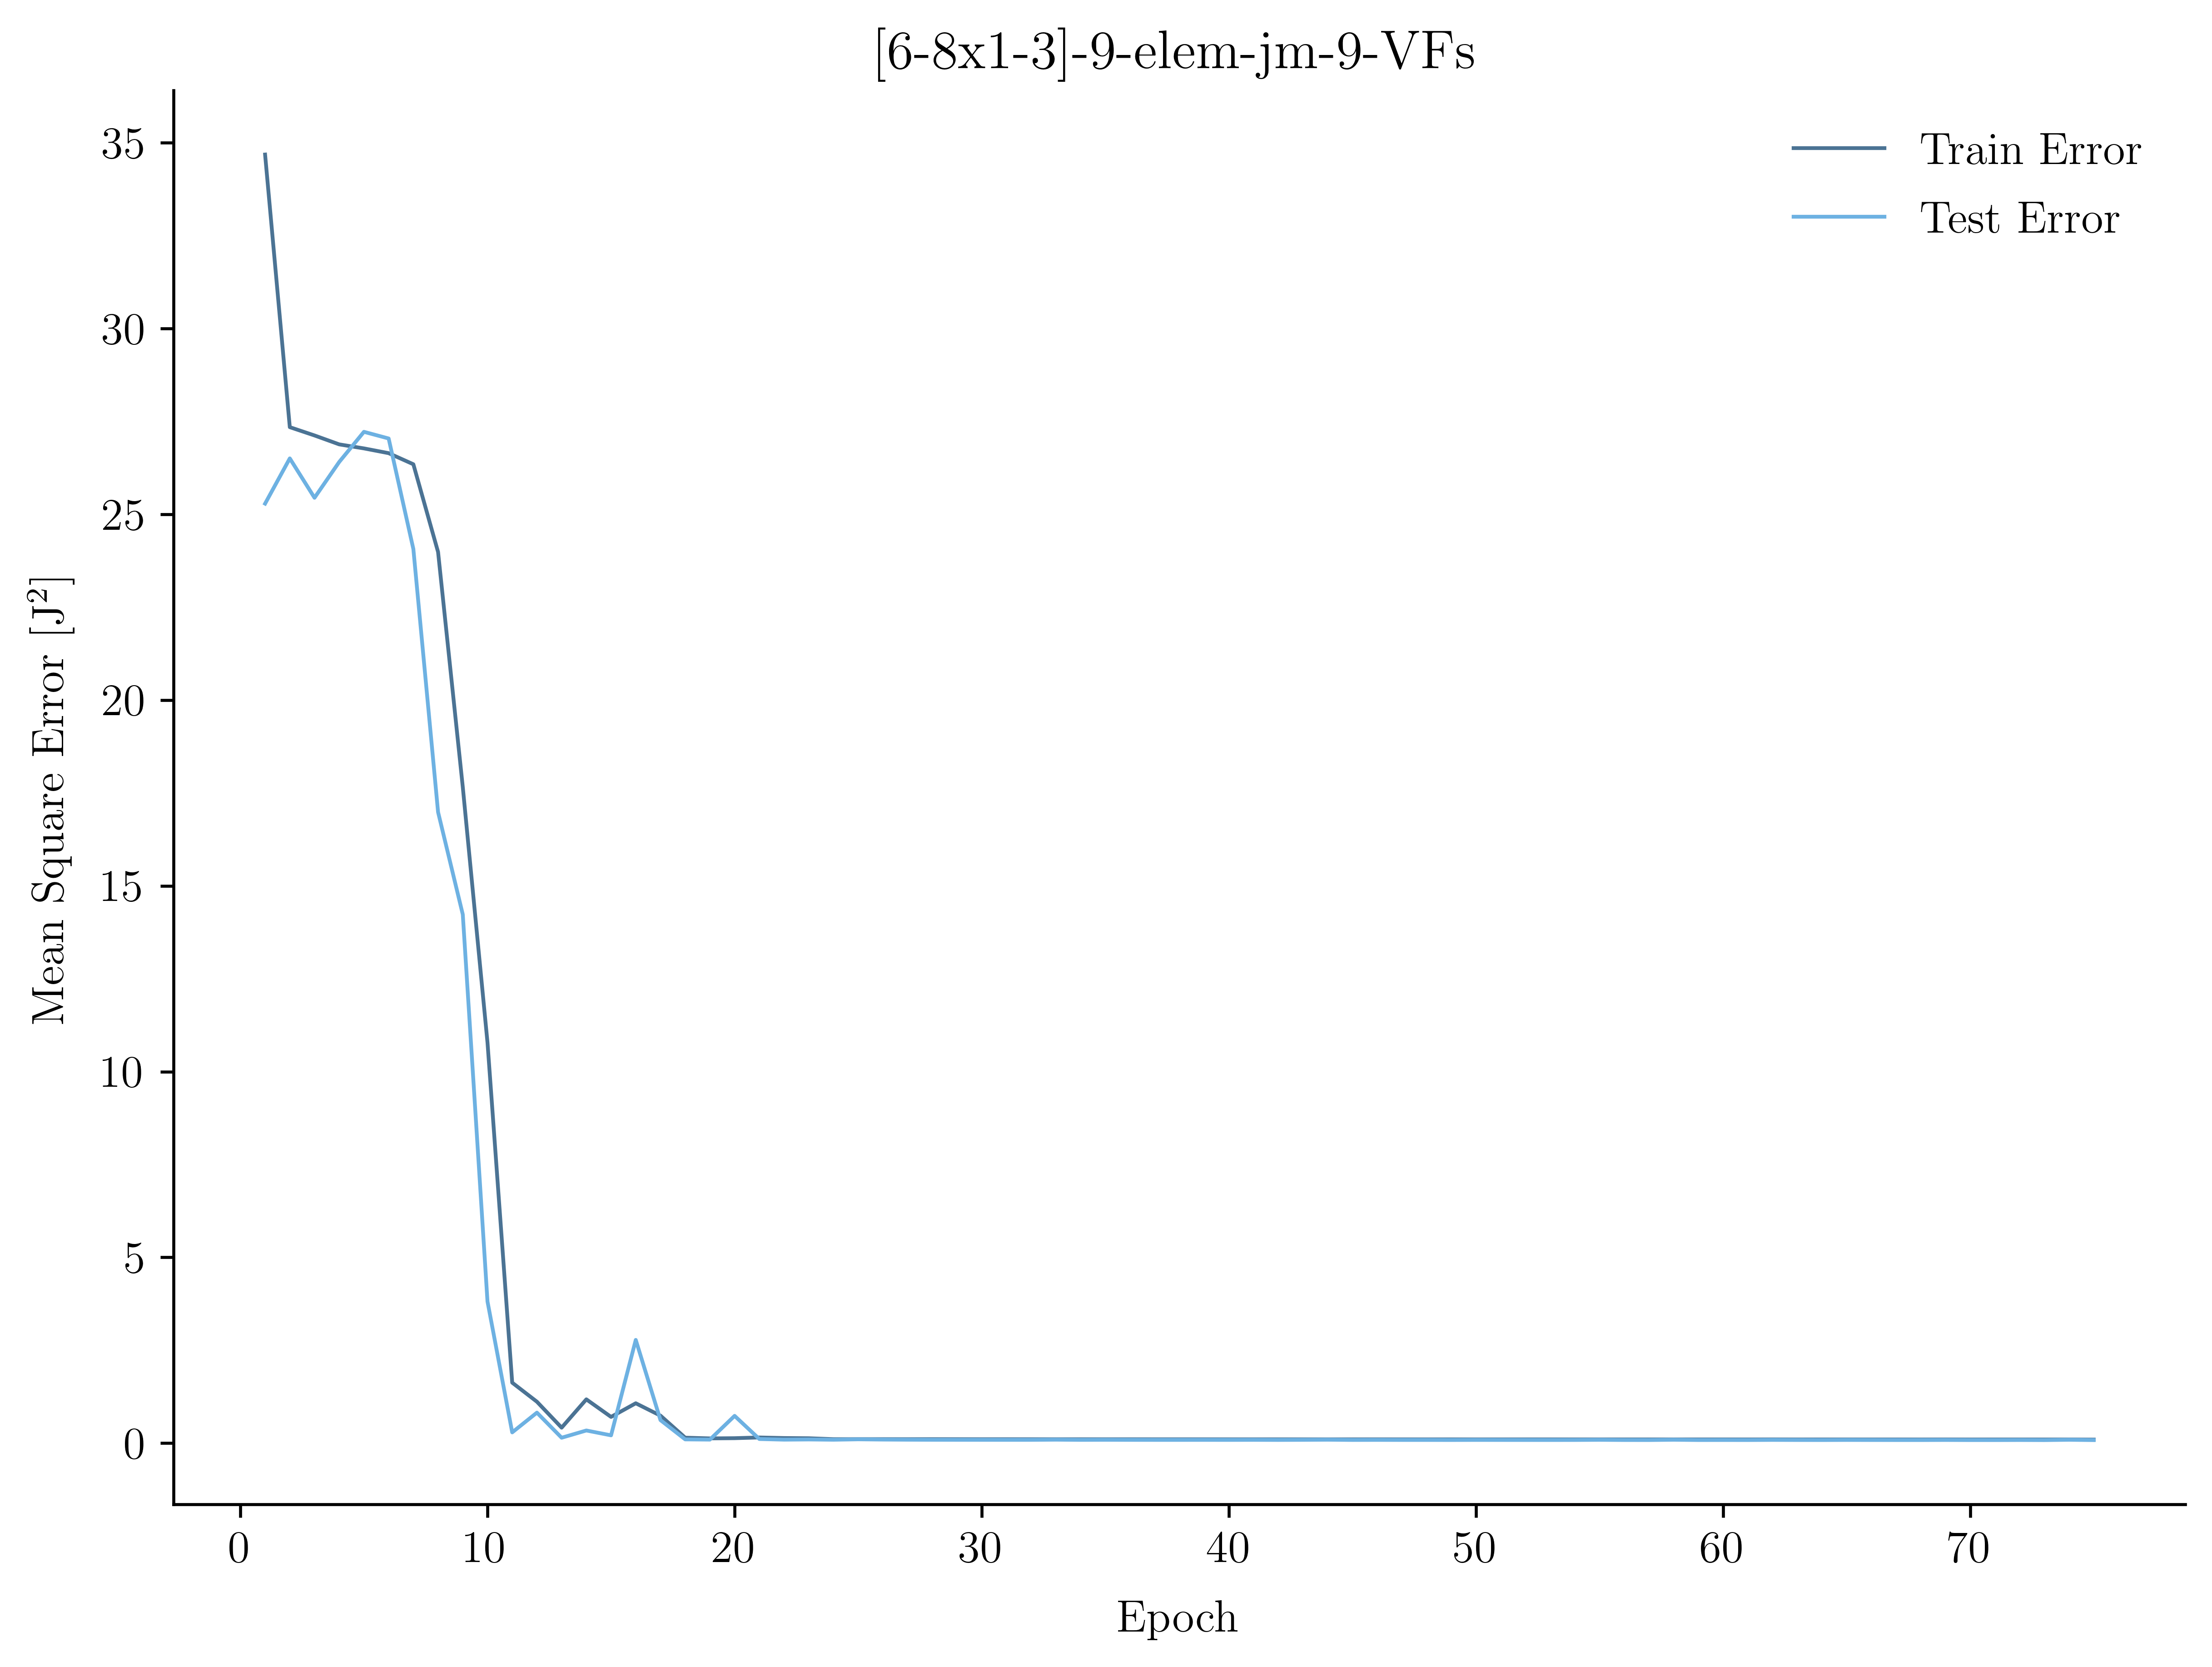 [6-8x1-3]-9-elem-jm-9-VFs
Train Error
Test Error
Mean Square Error [J²]
35
30
25
20
15
10
5
0
0 10 20 30 40 50 60 70
Epoch